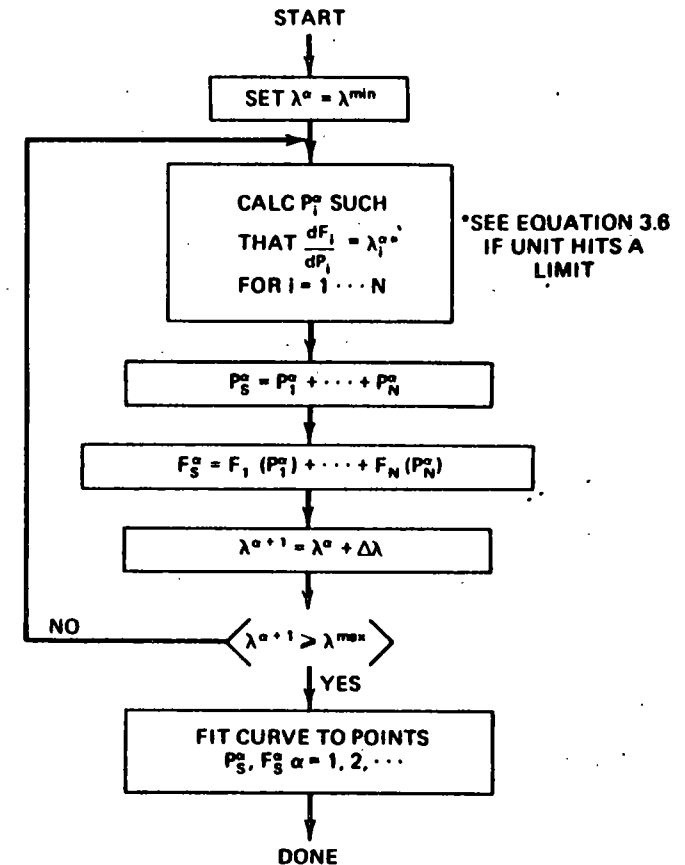 START
SET λ^α = λ^min
CALC P_i^α SUCH
THAT dF_i/dP_i = λ_i^α*
FOR i = 1 ··· N
*SEE EQUATION 3.6
IF UNIT HITS A
LIMIT
P_S^α = P_1^α + ··· + P_N^α
F_S^α = F_1 (P_1^α) + ··· + F_N (P_N^α)
λ^α+1 = λ^α + Δλ
NO
λ^α+1 ⩾ λ^max
YES
FIT CURVE TO POINTS
P_S^α, F_S^α α = 1, 2, ···
DONE